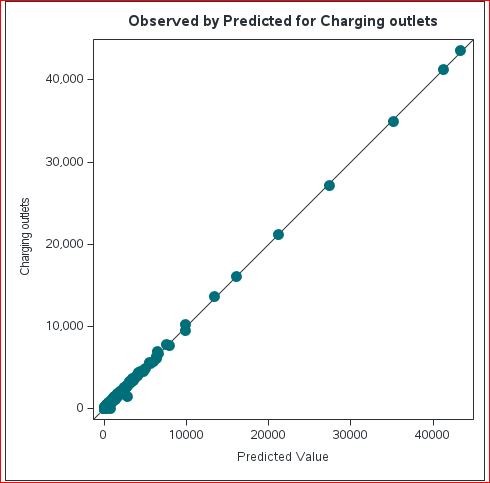 Observed by Predicted for Charging outlets
40,000
30,000
20,000
10,000
0
Charging outlets
0 10000 20000 30000 40000
Predicted Value